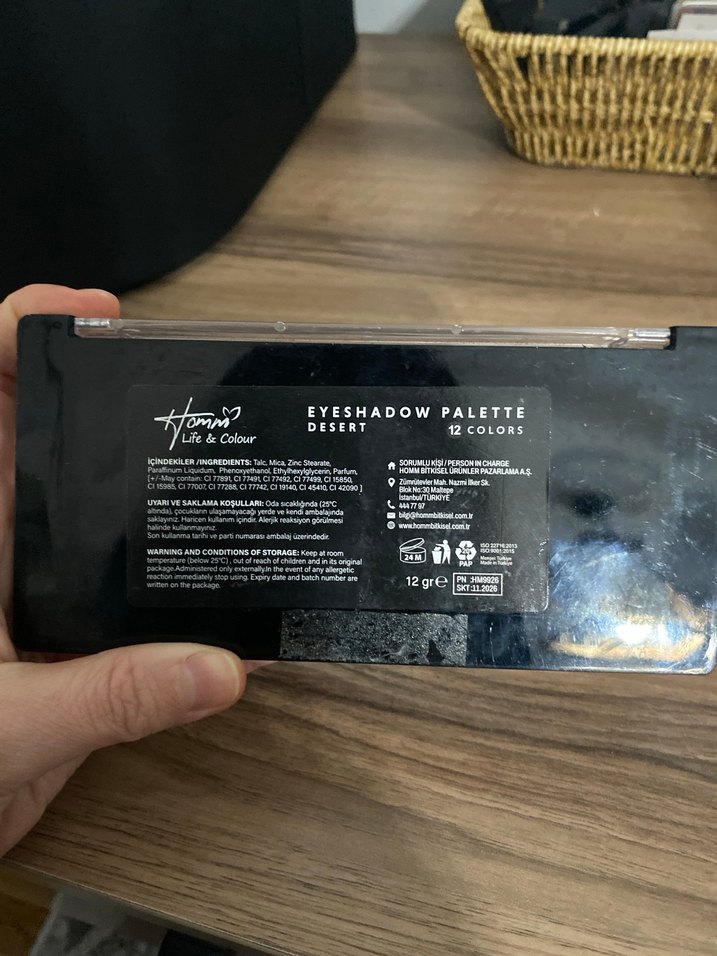 Homm
Life & Colour
EYESHADOW PALETTE
DESERT
12 COLORS
İÇİNDEKİLER /INGREDIENTS: Talc, Mica, Zinc Stearate,
Paraffinum Liquidum, Phenoxyethanol, Ethylhexylglycerin, Parfum,
[+/-May contain: CI 77891, CI 77491, CI 77492, CI 77499, CI 15850,
CI 15985, CI 77007, CI 77288, CI 77742, CI 19140, CI 45410, CI 42090 ]
UYARI VE SAKLAMA KOŞULLARI: Oda sıcaklığında (25°C
altında), çocukların ulaşamayacağı yerde ve kendi ambalajında
saklayınız. Haricen kullanım içindir. Alerjik reaksiyon görülmesi
halinde kullanmayınız.
Son kullanma tarihi ve parti numarası ambalaj üzerindedir.
WARNING AND CONDITIONS OF STORAGE: Keep at room
temperature (below 25°C) , out of reach of children and in its original
package.Administered only externally.In the event of any allergetic
reaction immediately stop using. Expiry date and batch number are
written on the package.
SORUMLU KİŞİ / PERSON IN CHARGE
HOMM BİTKİSEL ÜRÜNLER PAZARLAMA A.Ş.
Zümrütevler Mah. Nazmi İlker Sk.
Blok No:30 Maltepe
İstanbul/TÜRKİYE
444 77 97
bilgi@hommbitkisel.com.tr
www.hommbitkisel.com.tr
24 M
20
PAP
ISO 22716:2013
ISO 9001:2015
Menşei Türkiye
Made in Türkiye
12 gr e
PN :HM9926
SKT:11.2026